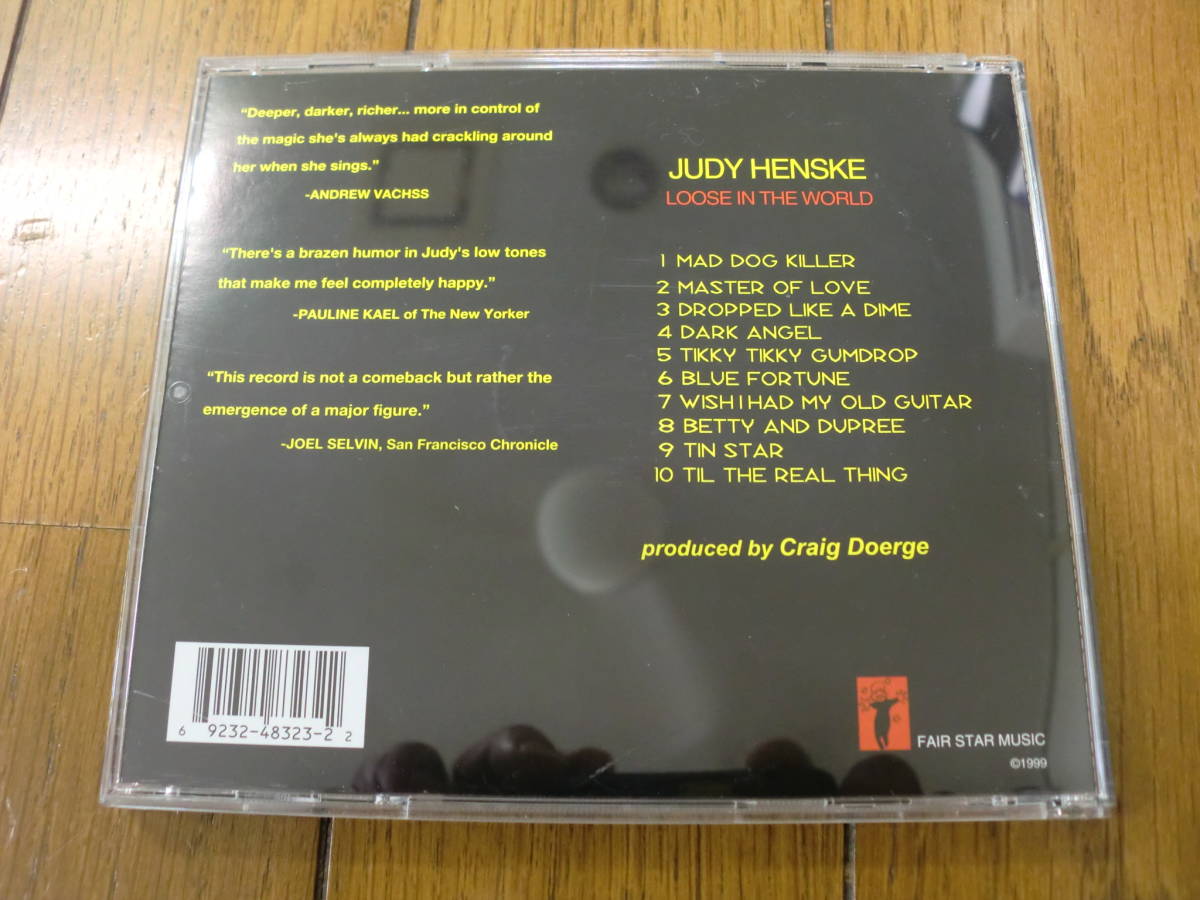 “Deeper, darker, richer... more in control of
the magic she's always had crackling around
her when she sings.”
-ANDREW VACHSS
“There's a brazen humor in Judy's low tones
that make me feel completely happy.”
-PAULINE KAEL of The New Yorker
“This record is not a comeback but rather the
emergence of a major figure.”
-JOEL SELVIN, San Francisco Chronicle
JUDY HENSKE
LOOSE IN THE WORLD
1 MAD DOG KILLER
2 MASTER OF LOVE
3 DROPPED LIKE A DIME
4 DARK ANGEL
5 TIKKY TIKKY GUMDROP
6 BLUE FORTUNE
7 WISH I HAD MY OLD GUITAR
8 BETTY AND DUPREE
9 TIN STAR
10 TIL THE REAL THING
produced by Craig Doerge
6 9232-48323-2 2
FAIR STAR MUSIC
©1999